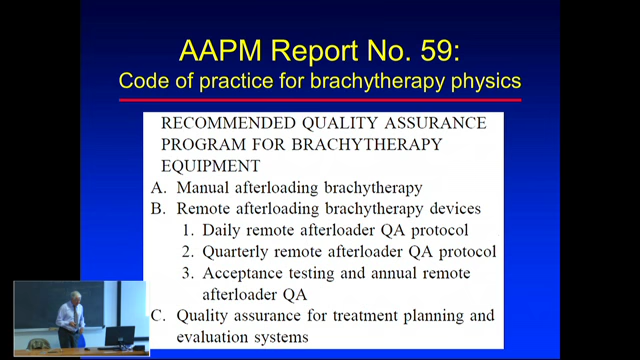 AAPM Report No. 59:
Code of practice for brachytherapy physics
RECOMMENDED QUALITY ASSURANCE
PROGRAM FOR BRACHYTHERAPY
EQUIPMENT
A. Manual afterloading brachytherapy
B. Remote afterloading brachytherapy devices
1. Daily remote afterloader QA protocol
2. Quarterly remote afterloader QA protocol
3. Acceptance testing and annual remote
afterloader QA
C. Quality assurance for treatment planning and
evaluation systems